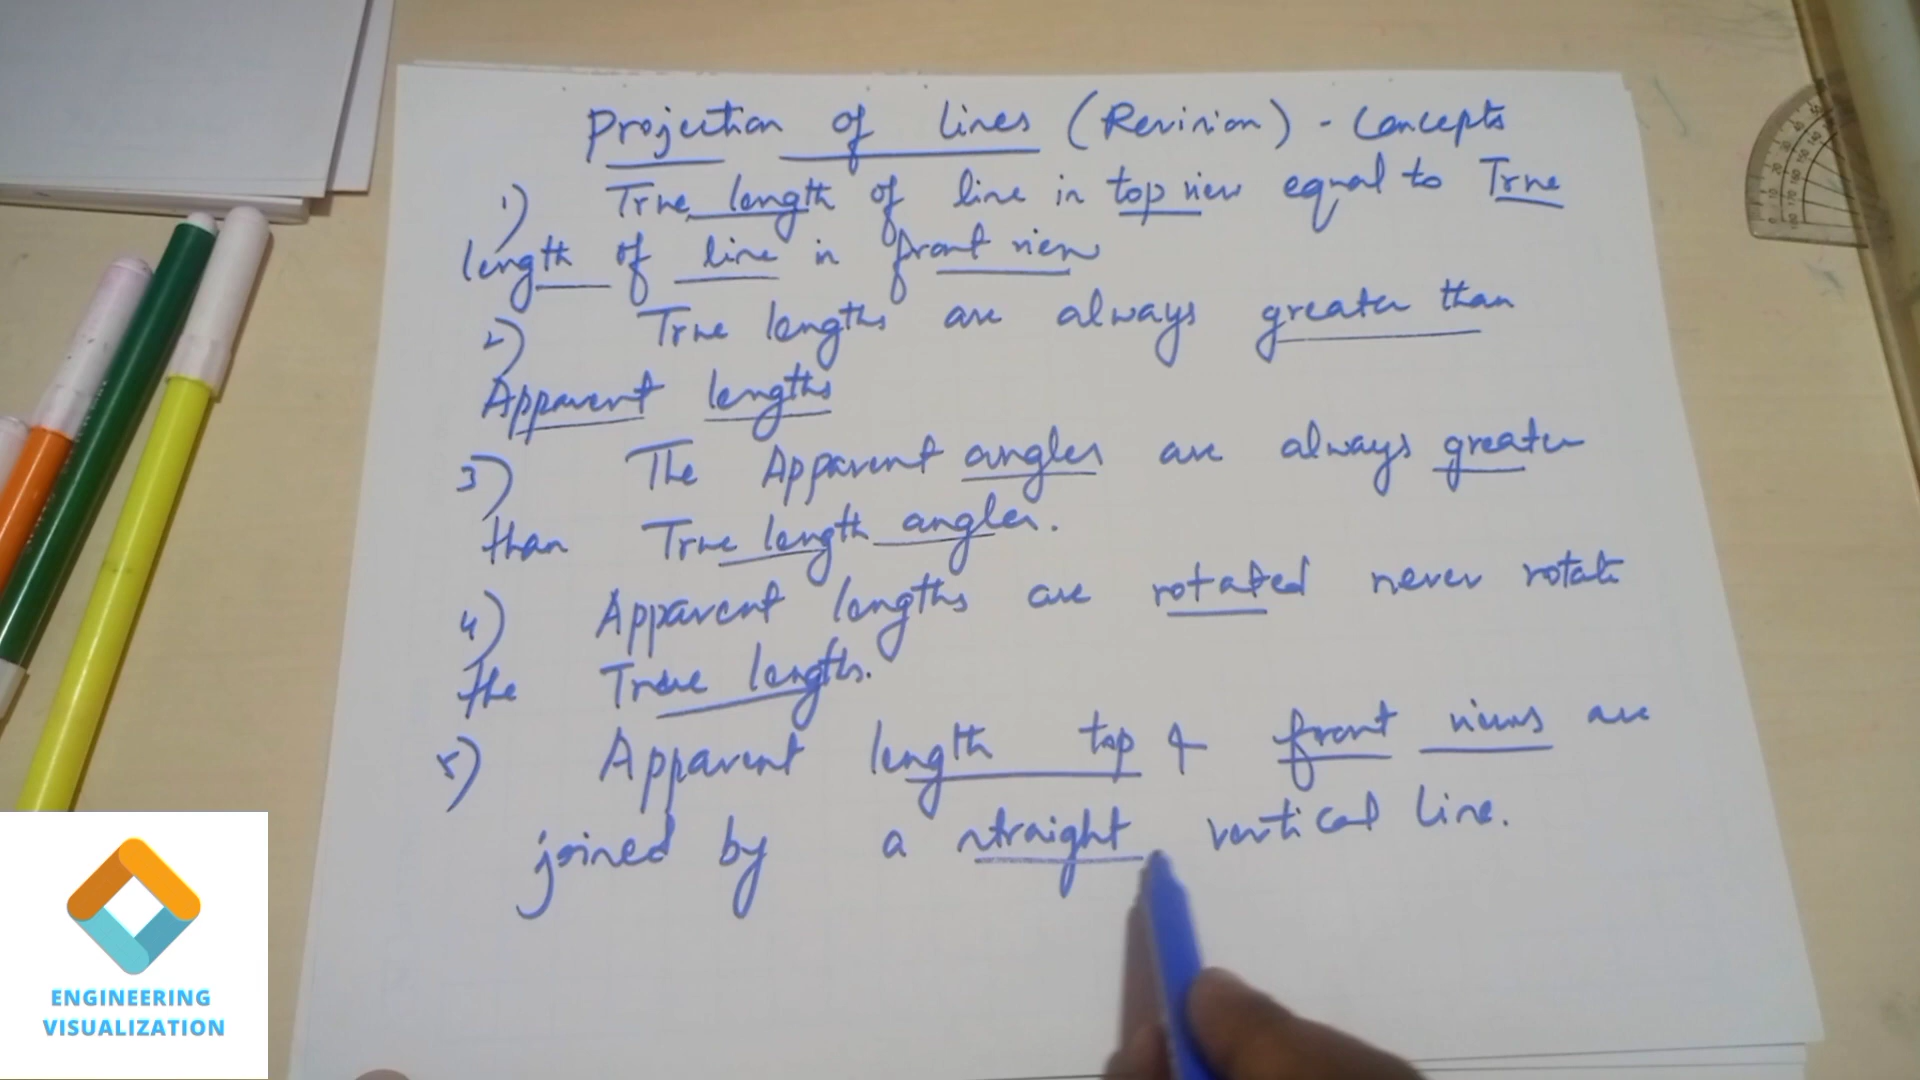 Projection of lines (Revision) - Concepts
1) True length of line in top view equal to True
length of line in front view
2) True lengths are always greater than
Apparent lengths
3) The Apparent angles are always greater
than True length angles.
4) Apparent lengths are rotated never rotate
the True lengths.
5) Apparent length top & front views are
joined by a straight vertical line.
ENGINEERING
VISUALIZATION